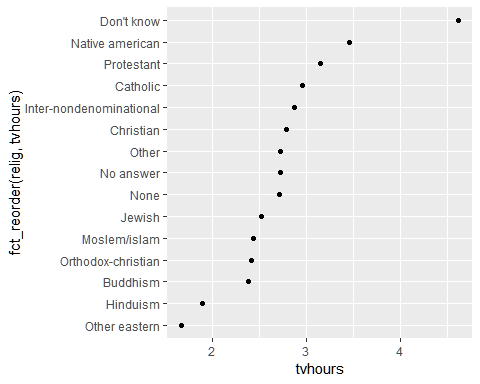 fct_reorder(relig, tvhours)
Don't know
Native american
Protestant
Catholic
Inter-nondenominational
Christian
Other
No answer
None
Jewish
Moslem/islam
Orthodox-christian
Buddhism
Hinduism
Other eastern
2 3 4
tvhours